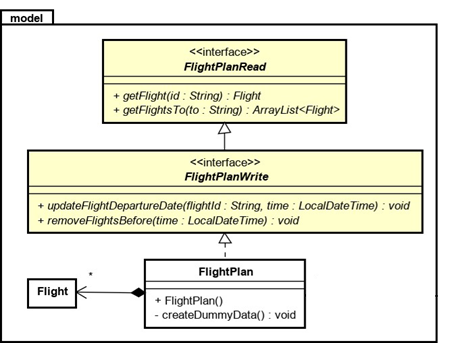 model
<<interface>>
FlightPlanRead
+ getFlight(id : String) : Flight
+ getFlightsTo(to : String) : ArrayList<Flight>
<<interface>>
FlightPlanWrite
+ updateFlightDepartureDate(flightId : String, time : LocalDateTime) : void
+ removeFlightsBefore(time : LocalDateTime) : void
FlightPlan
Flight
*
+ FlightPlan()
- createDummyData() : void